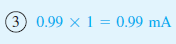 ③ 0.99 × 1 = 0.99 mA